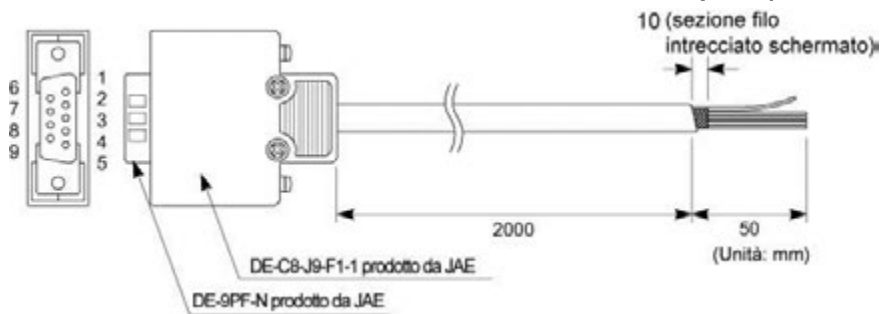 10 (sezione filo
intrecciato schermato)*
6
7
8
9
1
2
3
4
5
2000
50
(Unità: mm)
DE-C8-J9-F1-1 prodotto da JAE
DE-9PF-N prodotto da JAE